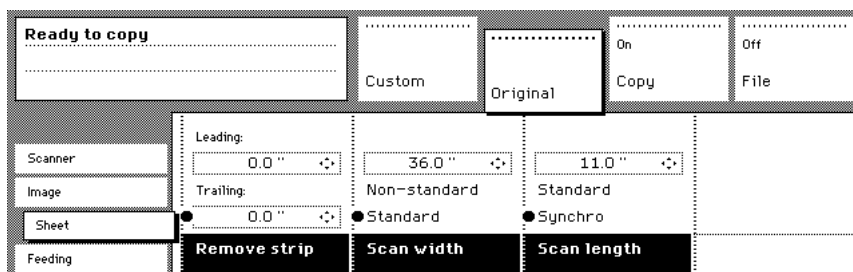 Ready to copy
Custom
Original
On
Copy
Off
File
Scanner
Image
Sheet
Feeding
Leading:
0.0 "
Trailing:
0.0 "
Remove strip
36.0 "
Non-standard
Standard
Scan width
11.0 "
Standard
Synchro
Scan length